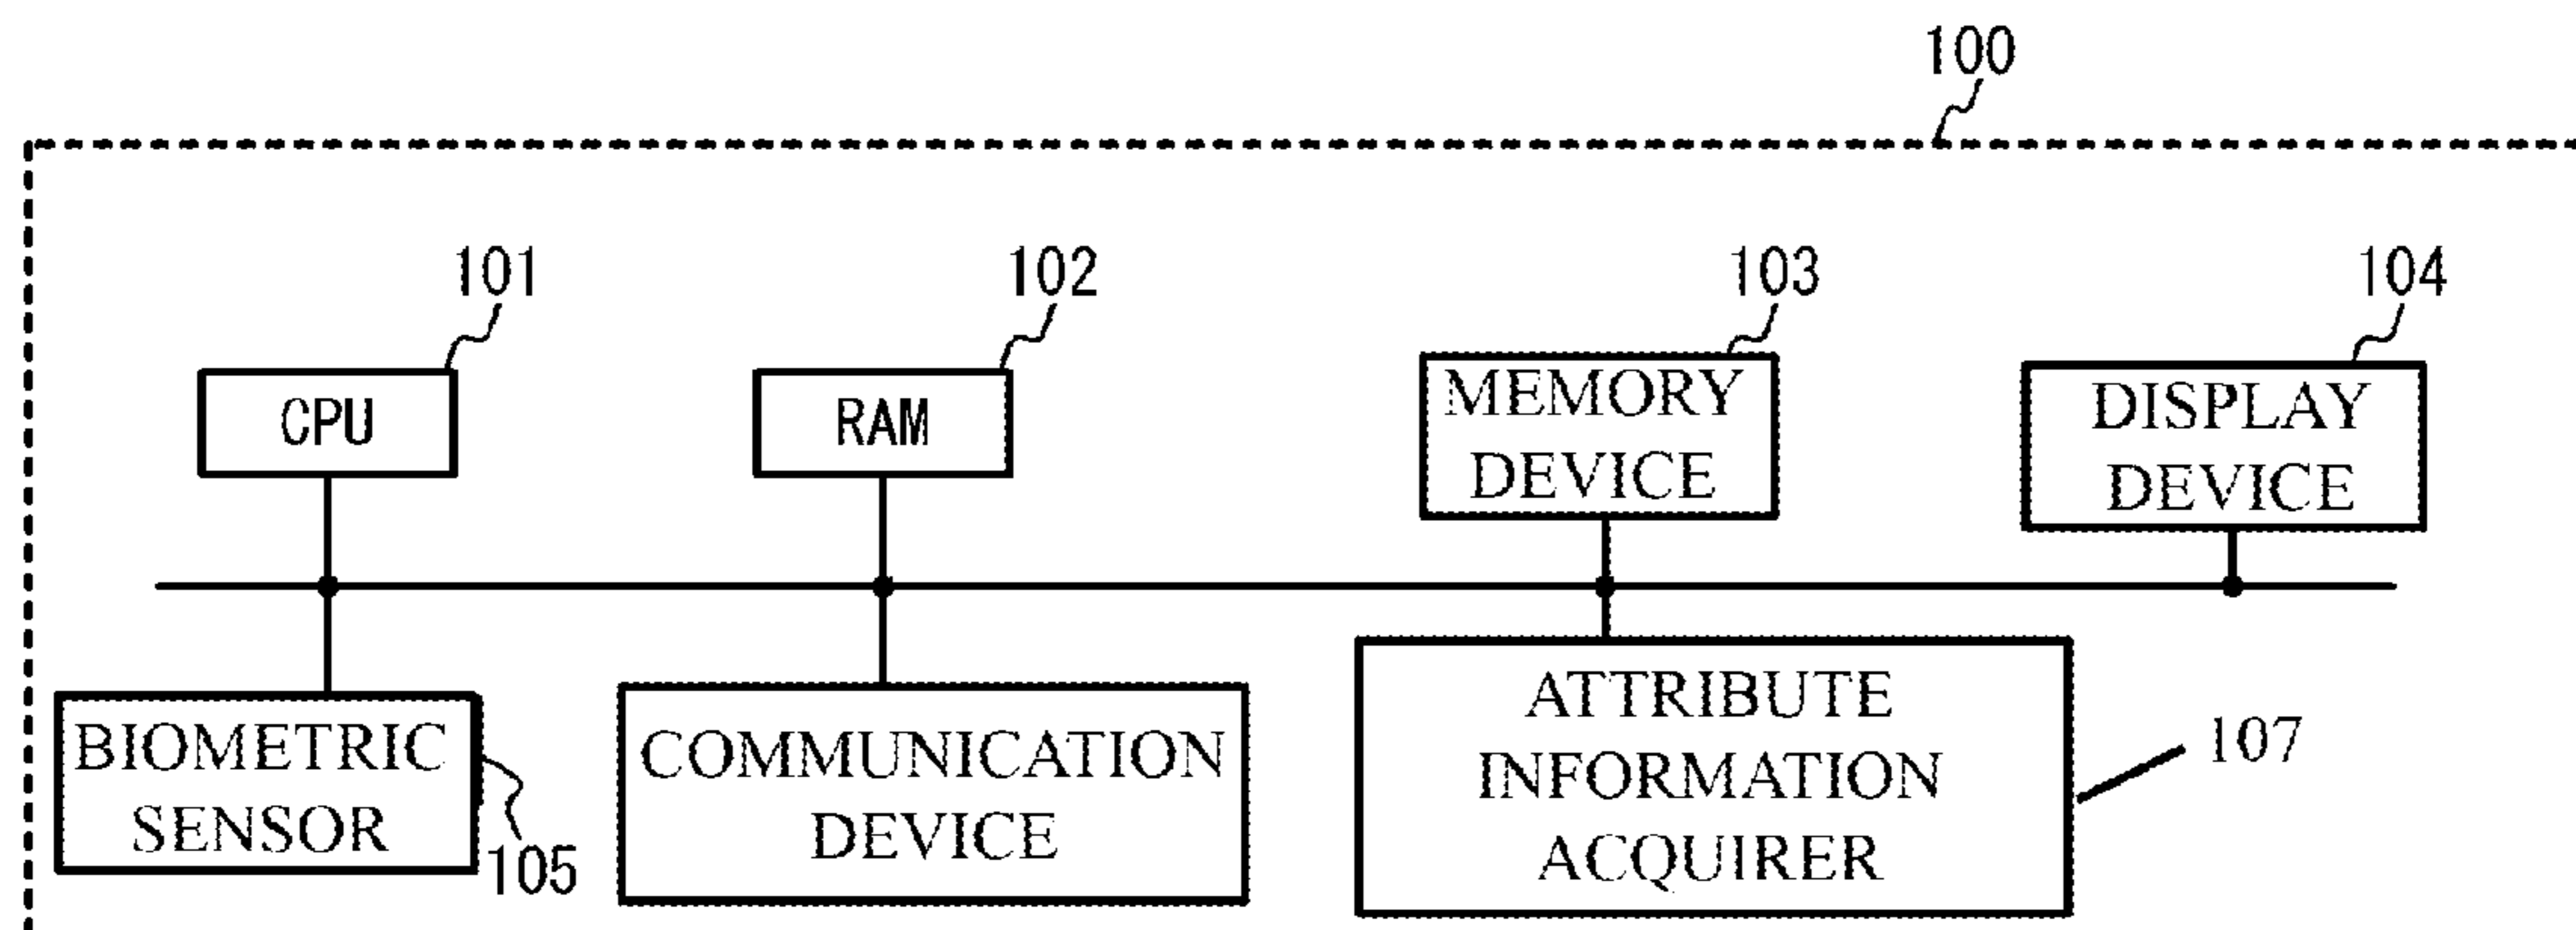 100
101
102
103
104
CPU
RAM
MEMORY
DEVICE
DISPLAY
DEVICE
BIOMETRIC
SENSOR
105
COMMUNICATION
DEVICE
ATTRIBUTE
INFORMATION
ACQUIRER
107